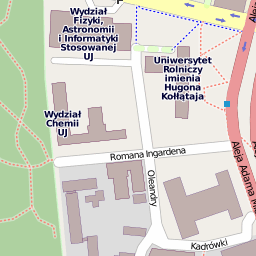 Wydział
Fizyki,
Astronomii
i Informatyki
Stosowanej
UJ
Uniwersytet
Rolniczy
imienia
Hugona
Kołłątaja
Wydział
Chemii
UJ
Romana Ingardena
Oleandry
Aleja Adama
Kadrówki